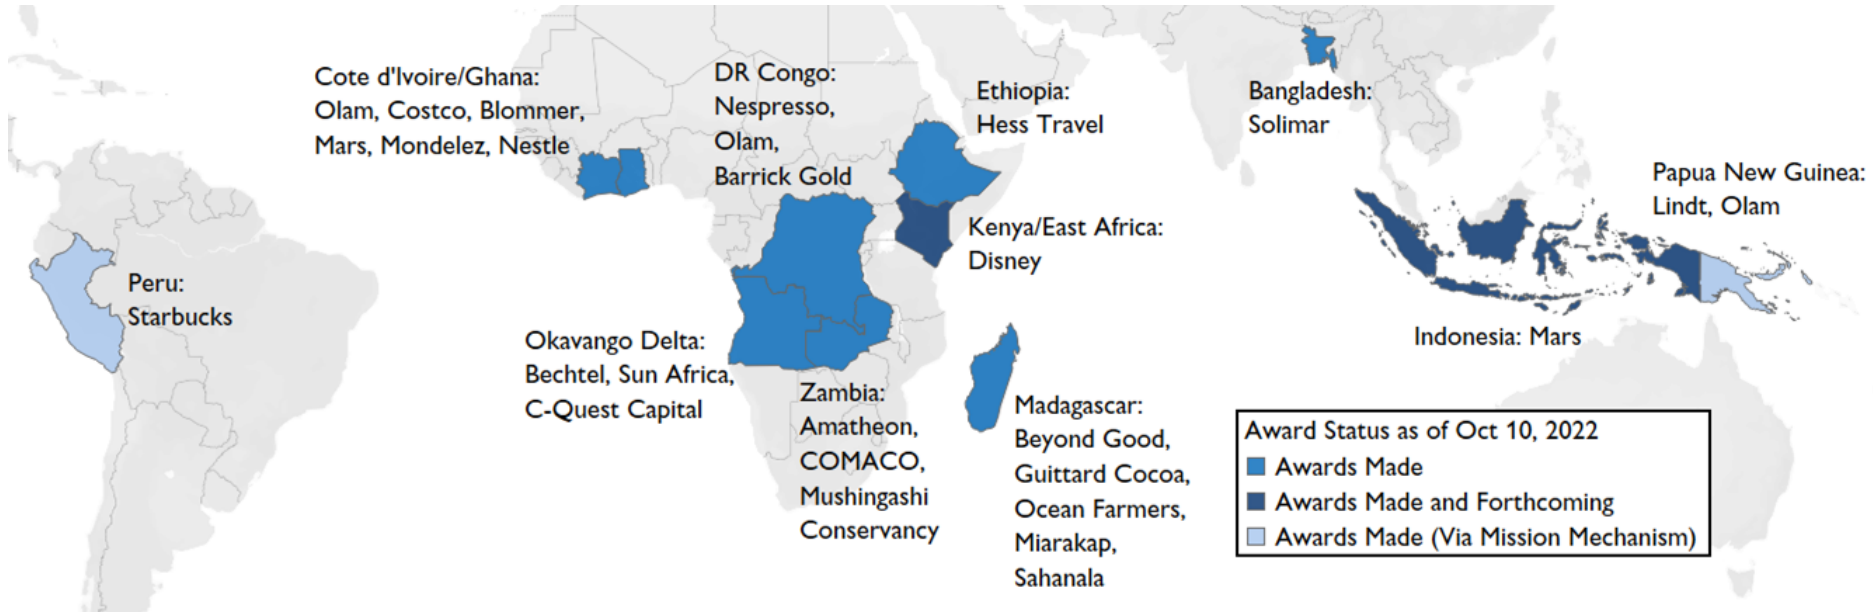 Cote d'Ivoire/Ghana:
Olam, Costco, Blommer,
Mars, Mondelez, Nestle
DR Congo:
Nespresso,
Olam,
Barrick Gold
Ethiopia:
Hess Travel
Bangladesh:
Solimar
Papua New Guinea:
Lindt, Olam
Kenya/East Africa:
Disney
Peru:
Starbucks
Okavango Delta:
Bechtel, Sun Africa,
C-Quest Capital
Zambia:
Amatheon,
COMACO,
Mushingashi
Conservancy
Madagascar:
Beyond Good,
Guittard Cocoa,
Ocean Farmers,
Miarakap,
Sahanala
Indonesia: Mars
Award Status as of Oct 10, 2022
Awards Made
Awards Made and Forthcoming
Awards Made (Via Mission Mechanism)